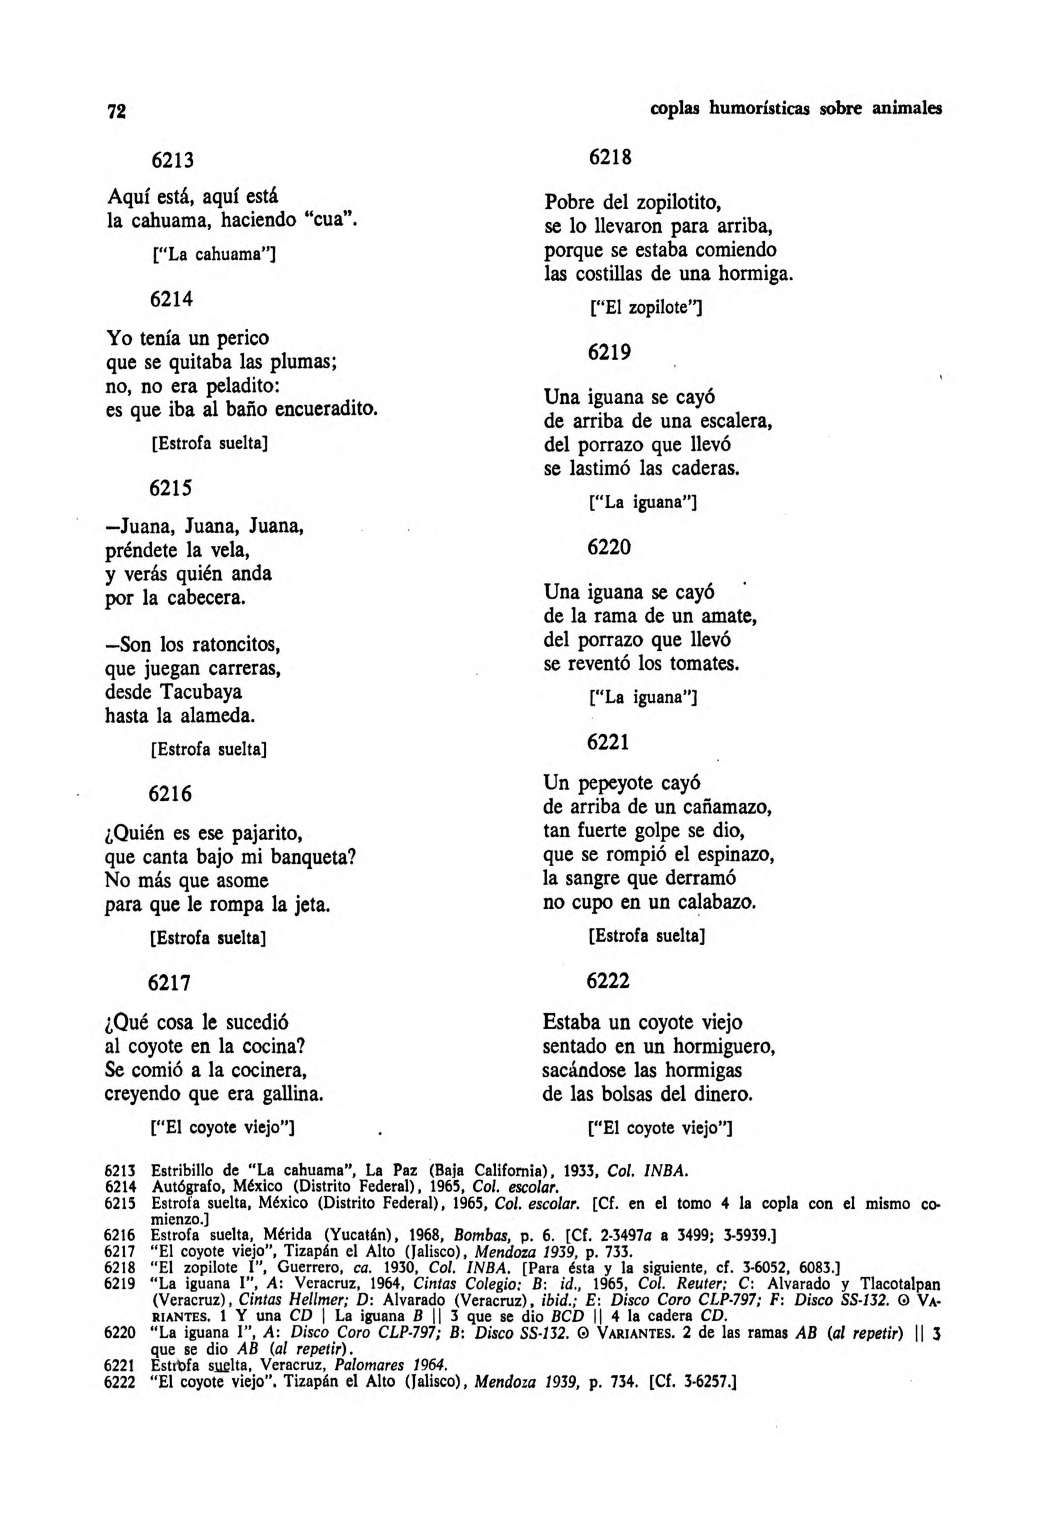 72
coplas humorísticas sobre animales
6213
Aquí está, aquí está
la cahuama, haciendo “cua”.
[“La cahuama”]
6214
Yo tenía un perico
que se quitaba las plumas;
no, no era peladito:
es que iba al baño encueradito.
[Estrofa suelta]
6215
—Juana, Juana, Juana,
préndete la vela,
y verás quién anda
por la cabecera.
—Son los ratoncitos,
que juegan carreras,
desde Tacubaya
hasta la alameda.
[Estrofa suelta]
6216
¿Quién es ese pajarito,
que canta bajo mi banqueta?
No más que asome
para que le rompa la jeta.
[Estrofa suelta]
6217
¿Qué cosa le sucedió
al coyote en la cocina?
Se comió a la cocinera,
creyendo que era gallina.
[“El coyote viejo”]
6218
Pobre del zopilotito,
se lo llevaron para arriba,
porque se estaba comiendo
las costillas de una hormiga.
[“El zopilote”]
6219
Una iguana se cayó
de arriba de una escalera,
del porrazo que llevó
se lastimó las caderas.
[“La iguana”]
6220
Una iguana se cayó
de la rama de un amate,
del porrazo que llevó
se reventó los tomates.
[“La iguana”]
6221
Un pepeyote cayó
de arriba de un cañamazo,
tan fuerte golpe se dio,
que se rompió el espinazo,
la sangre que derramó
no cupo en un calabazo.
[Estrofa suelta]
6222
Estaba un coyote viejo
sentado en un hormiguero,
sacándose las hormigas
de las bolsas del dinero.
[“El coyote viejo”]
6213 Estribillo de “La cahuama”, La Paz (Baja California), 1933, Col. INBA.
6214 Autógrafo, México (Distrito Federal), 1965, Col. escolar.
6215 Estrofa suelta, México (Distrito Federal), 1965, Col. escolar. [Cf. en el tomo 4 la copla con el mismo co-
mienzo.]
6216 Estrofa suelta, Mérida (Yucatán), 1968, Bombas, p. 6. [Cf. 2-3497a a 3499; 3-5939.]
6217 “El coyote viejo”, Tizapán el Alto (Jalisco), Mendoza 1939, p. 733.
6218 “El zopilote I”, Guerrero, ca. 1930, Col. INBA. [Para ésta y la siguiente, cf. 3-6052, 6083.]
6219 “La iguana I”, A: Veracruz, 1964, Cintas Colegio; B: id., 1965, Col. Reuter; C: Alvarado y Tlacotalpan
(Veracruz), Cintas Hellmer; D: Alvarado (Veracruz), ibid.; E: Disco Coro CLP-797; F: Disco SS-132. ⊙ VA-
RIANTES. 1 Y una CD | La iguana B || 3 que se dio BCD || 4 la cadera CD.
6220 “La iguana I”, A: Disco Coro CLP-797; B: Disco SS-132. ⊙ VARIANTES. 2 de las ramas AB (al repetir) || 3
que se dio AB (al repetir).
6221 Estrofa suelta, Veracruz, Palomares 1964.
6222 “El coyote viejo”. Tizapán el Alto (Jalisco), Mendoza 1939, p. 734. [Cf. 3-6257.]